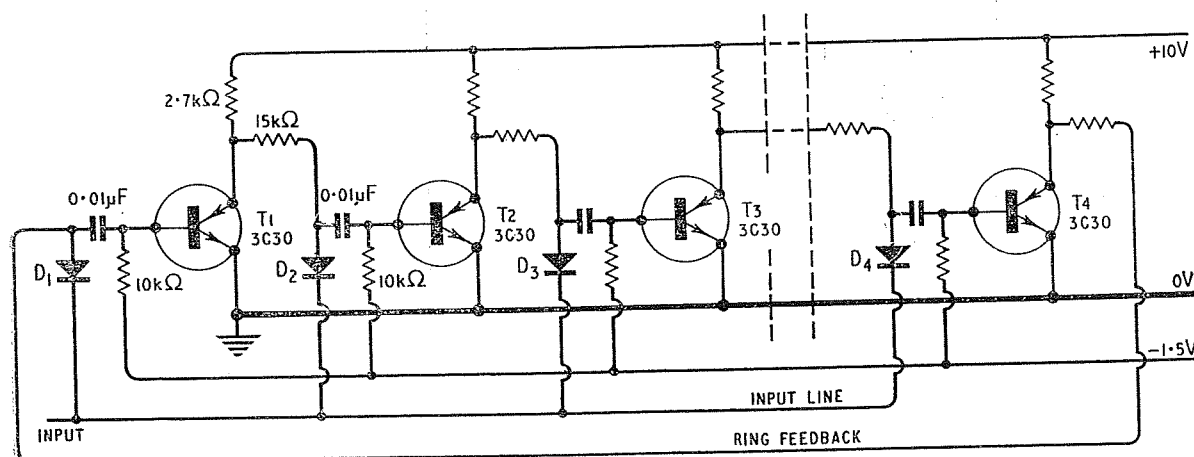 +10V
2·7kΩ
15kΩ
0·01µF
0·01µF
T1
3C30
T2
3C30
T3
3C30
T4
3C30
D1
10kΩ
D2
10kΩ
D3
D4
0V
-1·5V
INPUT LINE
INPUT
RING FEEDBACK